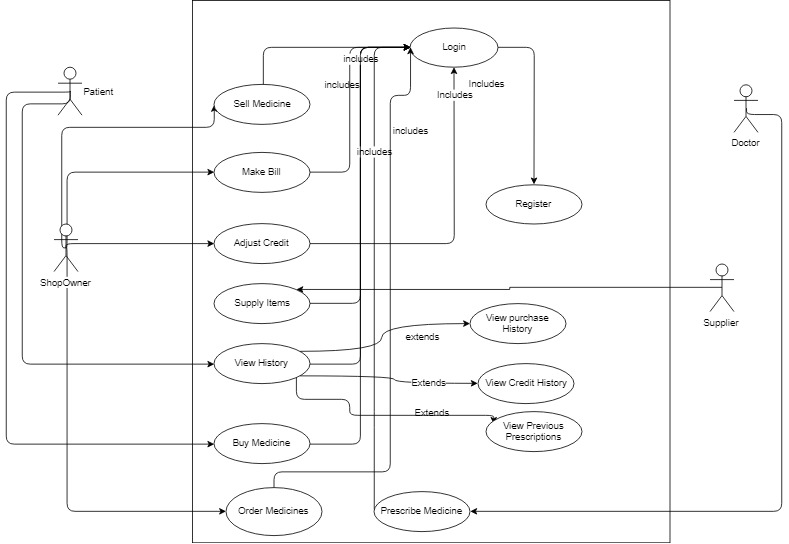 Login
includes
includes
Includes
Includes
Patient
Sell Medicine
includes
Doctor
includes
Make Bill
Register
Adjust Credit
ShopOwner
Supply Items
View purchase
History
Supplier
extends
View History
Extends
View Credit History
Extends
View Previous
Prescriptions
Buy Medicine
Order Medicines
Prescribe Medicine